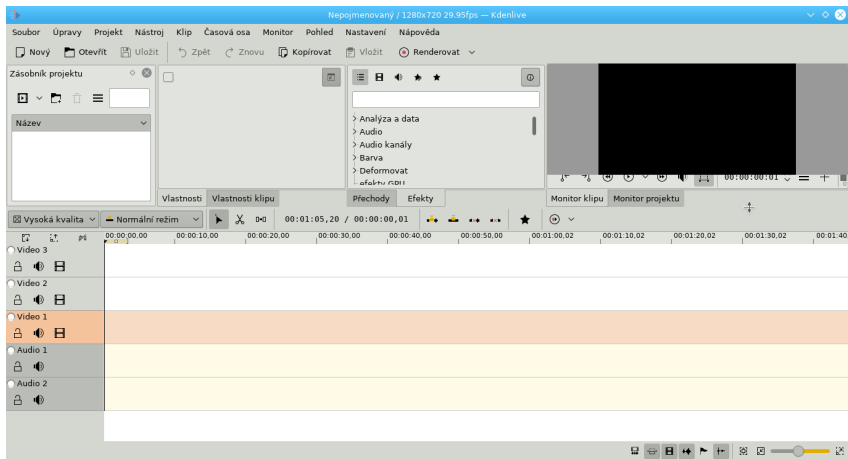 Nepojmenovaný / 1280x720 29.95fps — Kdenlive
Soubor Úpravy Projekt Nástroj Klip Časová osa Monitor Pohled Nastavení Nápověda
Nový Otevřít Uložit Zpět Znovu Kopírovat Vložit Renderovat
Zásobník projektu
Název
Analýza a data
Audio
Audio kanály
Barva
Deformovat
efekty GPU
00:00:00:01
Vlastnosti Vlastnosti klipu Přechody Efekty Monitor klipu Monitor projektu
Vysoká kvalita Normální režim 00:01:05,20 / 00:00:00,01
00:00:00,00 00:00:10,00 00:00:20,00 00:00:30,00 00:00:40,00 00:00:50,00 00:01:00,02 00:01:10,02 00:01:20,02 00:01:30,02 00:01:40
Video 3
Video 2
Video 1
Audio 1
Audio 2